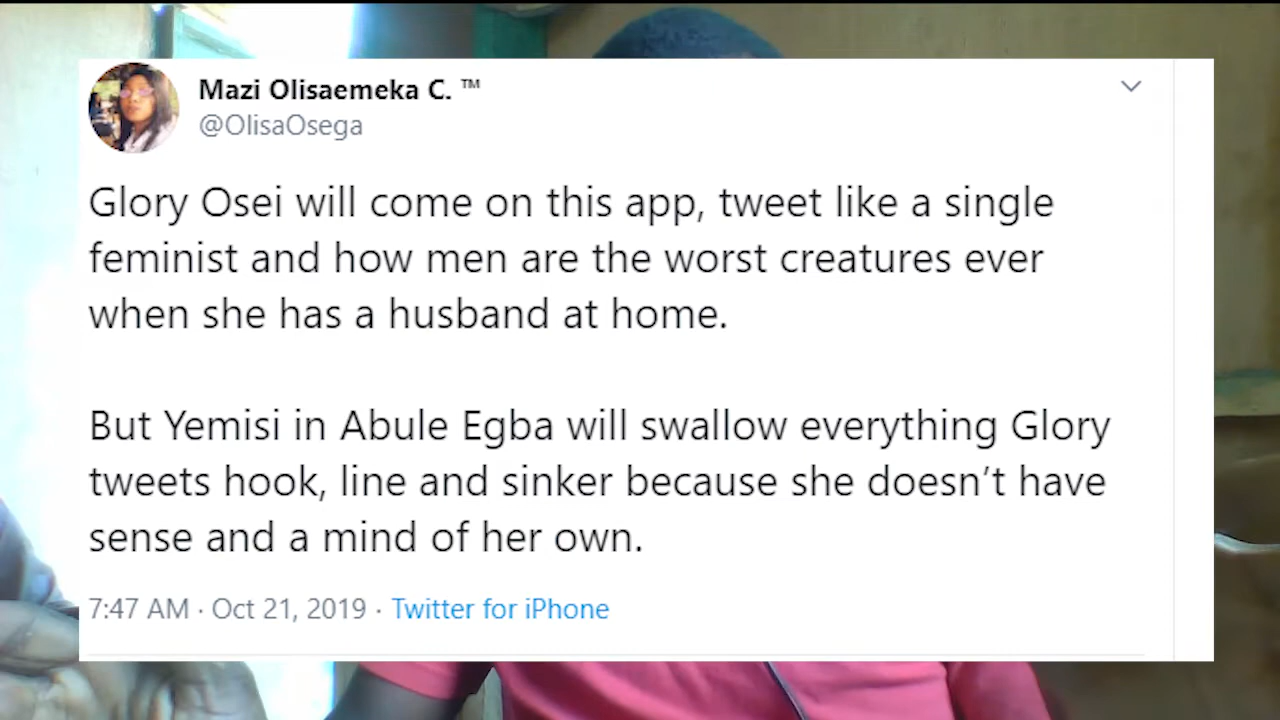 Mazi Olisaemeka C. ™
@OlisaOsega
Glory Osei will come on this app, tweet like a single
feminist and how men are the worst creatures ever
when she has a husband at home.
But Yemisi in Abule Egba will swallow everything Glory
tweets hook, line and sinker because she doesn’t have
sense and a mind of her own.
7:47 AM · Oct 21, 2019 · Twitter for iPhone